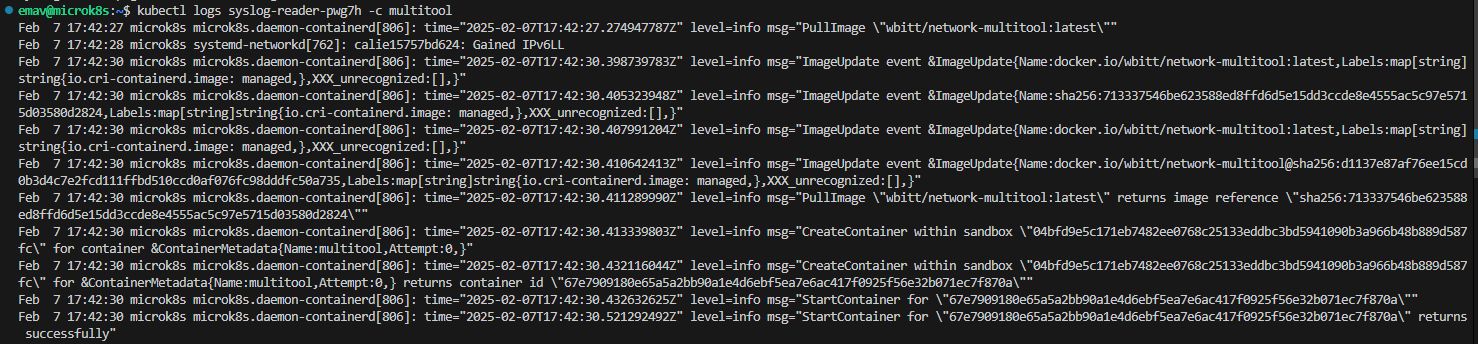 emav@microk8s:~$ kubectl logs syslog-reader-pwg7h -c multitool
Feb  7 17:42:27 microk8s microk8s.daemon-containerd[806]: time="2025-02-07T17:42:27.274947787Z" level=info msg="PullImage \"wbitt/network-multitool:latest\""
Feb  7 17:42:28 microk8s systemd-networkd[762]: calie15757bd624: Gained IPv6LL
Feb  7 17:42:30 microk8s microk8s.daemon-containerd[806]: time="2025-02-07T17:42:30.398739783Z" level=info msg="ImageUpdate event &ImageUpdate{Name:docker.io/wbitt/network-multitool:latest,Labels:map[string]
string{io.cri-containerd.image: managed,},XXX_unrecognized:[],}"
Feb  7 17:42:30 microk8s microk8s.daemon-containerd[806]: time="2025-02-07T17:42:30.405323948Z" level=info msg="ImageUpdate event &ImageUpdate{Name:sha256:713337546be623588ed8ffd6d5e15dd3ccde8e4555ac5c97e571
5d03580d2824,Labels:map[string]string{io.cri-containerd.image: managed,},XXX_unrecognized:[],}"
Feb  7 17:42:30 microk8s microk8s.daemon-containerd[806]: time="2025-02-07T17:42:30.407991204Z" level=info msg="ImageUpdate event &ImageUpdate{Name:docker.io/wbitt/network-multitool:latest,Labels:map[string]
string{io.cri-containerd.image: managed,},XXX_unrecognized:[],}"
Feb  7 17:42:30 microk8s microk8s.daemon-containerd[806]: time="2025-02-07T17:42:30.410642413Z" level=info msg="ImageUpdate event &ImageUpdate{Name:docker.io/wbitt/network-multitool@sha256:d1137e87af76ee15cd
0b3d4c7e2fcd111ffbd510ccd0af076fc98dddfc50a735,Labels:map[string]string{io.cri-containerd.image: managed,},XXX_unrecognized:[],}"
Feb  7 17:42:30 microk8s microk8s.daemon-containerd[806]: time="2025-02-07T17:42:30.411289990Z" level=info msg="PullImage \"wbitt/network-multitool:latest\" returns image reference \"sha256:713337546be623588
ed8ffd6d5e15dd3ccde8e4555ac5c97e5715d03580d2824\""
Feb  7 17:42:30 microk8s microk8s.daemon-containerd[806]: time="2025-02-07T17:42:30.413339803Z" level=info msg="CreateContainer within sandbox \"04bfd9e5c171eb7482ee0768c25133eddbc3bd5941090b3a966b48b889d587
fc\" for container &ContainerMetadata{Name:multitool,Attempt:0,}"
Feb  7 17:42:30 microk8s microk8s.daemon-containerd[806]: time="2025-02-07T17:42:30.432116044Z" level=info msg="CreateContainer within sandbox \"04bfd9e5c171eb7482ee0768c25133eddbc3bd5941090b3a966b48b889d587
fc\" for &ContainerMetadata{Name:multitool,Attempt:0,} returns container id \"67e7909180e65a5a2bb90a1e4d6ebf5ea7e6ac417f0925f56e32b071ec7f870a\""
Feb  7 17:42:30 microk8s microk8s.daemon-containerd[806]: time="2025-02-07T17:42:30.432632625Z" level=info msg="StartContainer for \"67e7909180e65a5a2bb90a1e4d6ebf5ea7e6ac417f0925f56e32b071ec7f870a\""
Feb  7 17:42:30 microk8s microk8s.daemon-containerd[806]: time="2025-02-07T17:42:30.521292492Z" level=info msg="StartContainer for \"67e7909180e65a5a2bb90a1e4d6ebf5ea7e6ac417f0925f56e32b071ec7f870a\" returns
successfully"